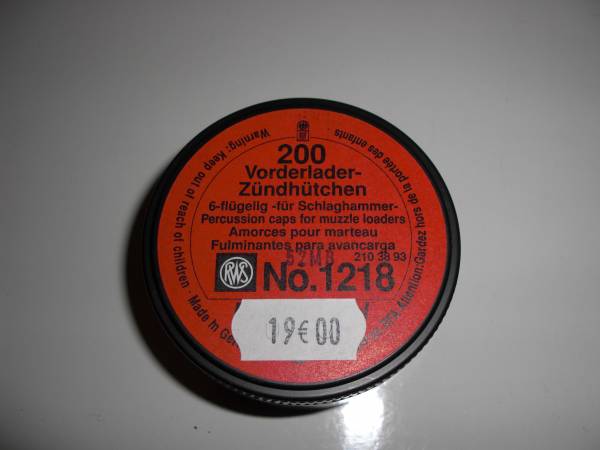 200
Vorderlader-
Zündhütchen
6-flügelig -für Schlaghammer-
Percussion caps for muzzle loaders
Amorces pour marteau
Fulminantes para avancarga
52MB 210 38 93
RWS No.1218
19€00
Warning: Keep out of reach of children · Made in Ger
Attention:Gardez hors de la portée des enfants